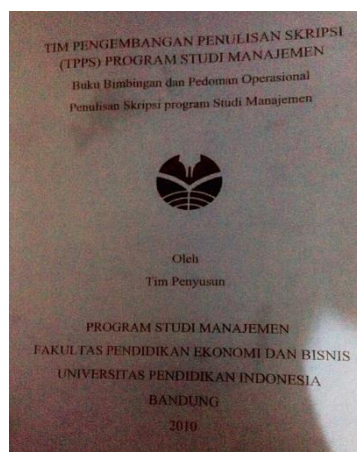 TIM PENGEMBANGAN PENULISAN SKRIPSI
(TPPS) PROGRAM STUDI MANAJEMEN
Buku Bimbingan dan Pedoman Operasional
Penulisan Skripsi program Studi Manajemen
Oleh
Tim Penyusun
PROGRAM STUDI MANAJEMEN
FAKULTAS PENDIDIKAN EKONOMI DAN BISNIS
UNIVERSITAS PENDIDIKAN INDONESIA
BANDUNG
2010